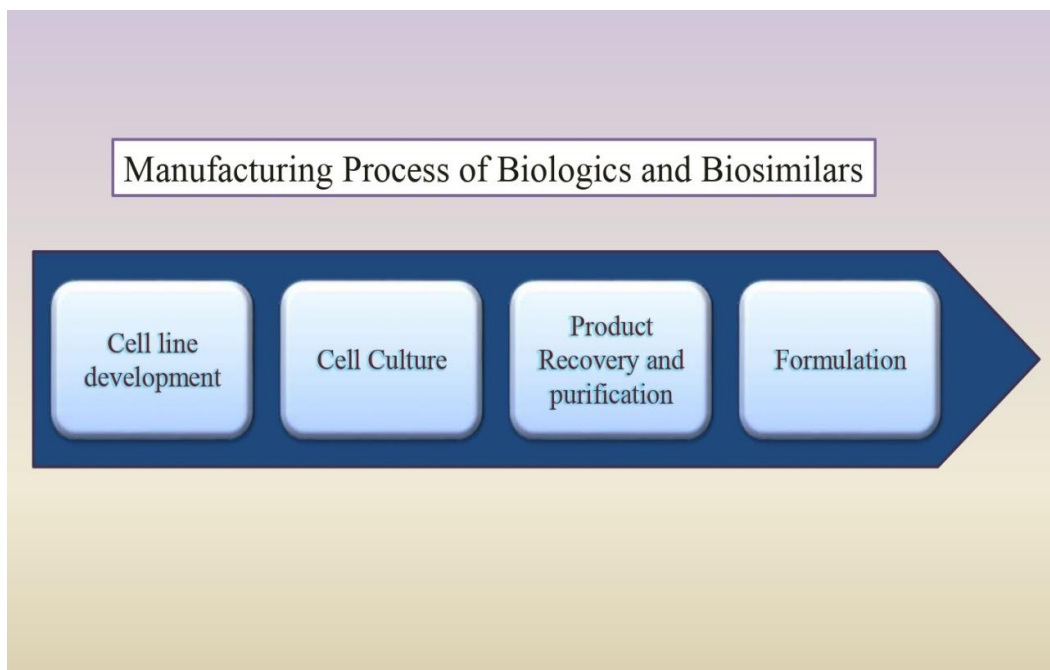 Manufacturing Process of Biologics and Biosimilars
Cell line
development
Cell Culture
Product
Recovery and
purification
Formulation